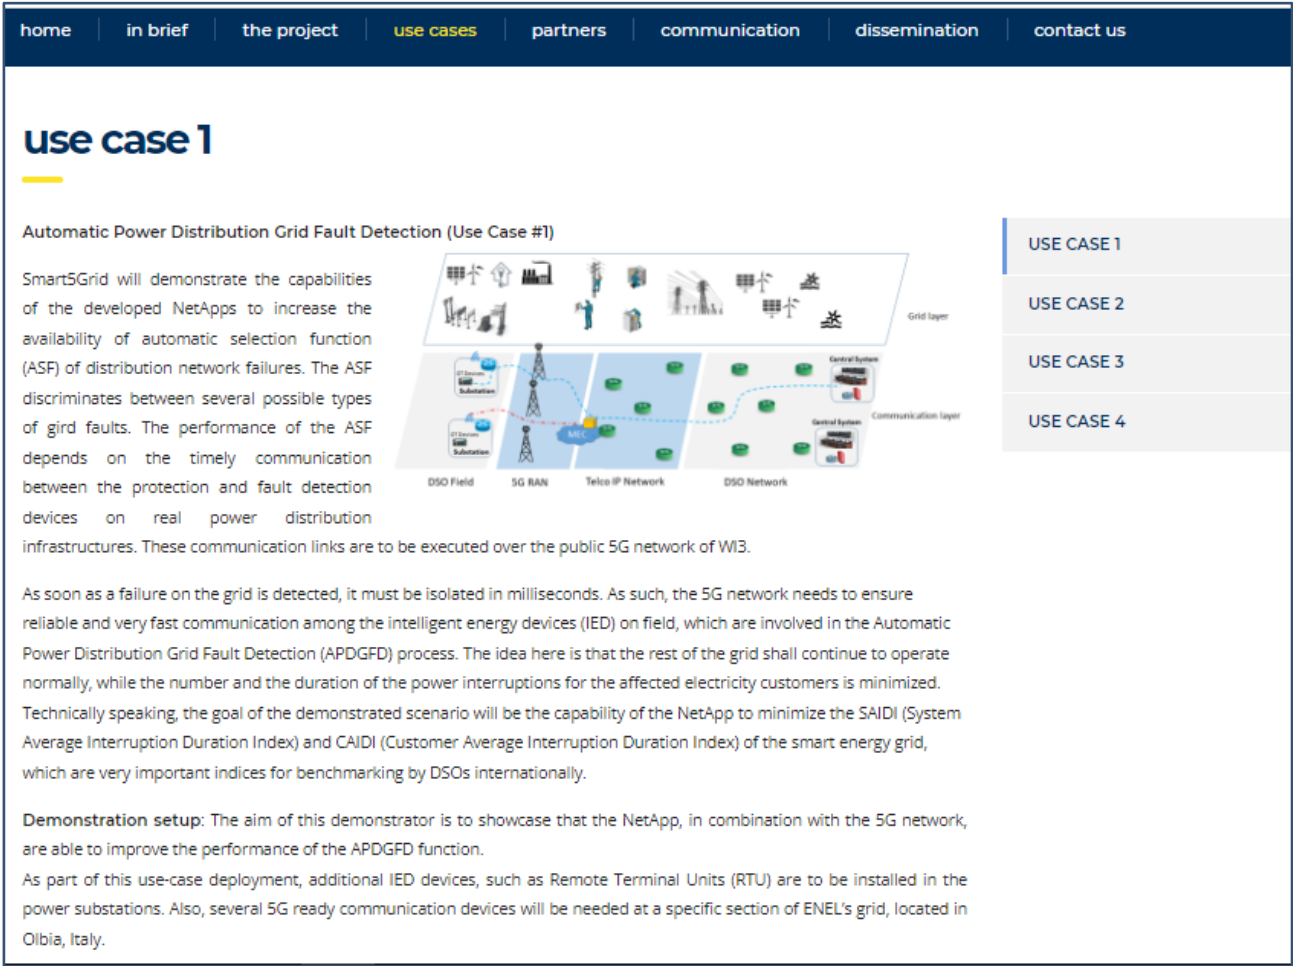 home in brief the project use cases partners communication dissemination contact us
use case 1
Automatic Power Distribution Grid Fault Detection (Use Case #1)
Smart5Grid will demonstrate the capabilities
of the developed NetApps to increase the
availability of automatic selection function
(ASF) of distribution network failures. The ASF
discriminates between several possible types
of gird faults. The performance of the ASF
depends on the timely communication
between the protection and fault detection
devices on real power distribution
infrastructures. These communication links are to be executed over the public 5G network of WI3.
Grid layer
OT Devices
Substation
OT Devices
Substation
MEC
Control System
Control System
Communication layer
DSO Field 5G RAN Telco IP Network DSO Network
As soon as a failure on the grid is detected, it must be isolated in milliseconds. As such, the 5G network needs to ensure
reliable and very fast communication among the intelligent energy devices (IED) on field, which are involved in the Automatic
Power Distribution Grid Fault Detection (APDGFD) process. The idea here is that the rest of the grid shall continue to operate
normally, while the number and the duration of the power interruptions for the affected electricity customers is minimized.
Technically speaking, the goal of the demonstrated scenario will be the capability of the NetApp to minimize the SAIDI (System
Average Interruption Duration Index) and CAIDI (Customer Average Interruption Duration Index) of the smart energy grid,
which are very important indices for benchmarking by DSOs internationally.
Demonstration setup: The aim of this demonstrator is to showcase that the NetApp, in combination with the 5G network,
are able to improve the performance of the APDGFD function.
As part of this use-case deployment, additional IED devices, such as Remote Terminal Units (RTU) are to be installed in the
power substations. Also, several 5G ready communication devices will be needed at a specific section of ENEL's grid, located in
Olbia, Italy.
USE CASE 1
USE CASE 2
USE CASE 3
USE CASE 4